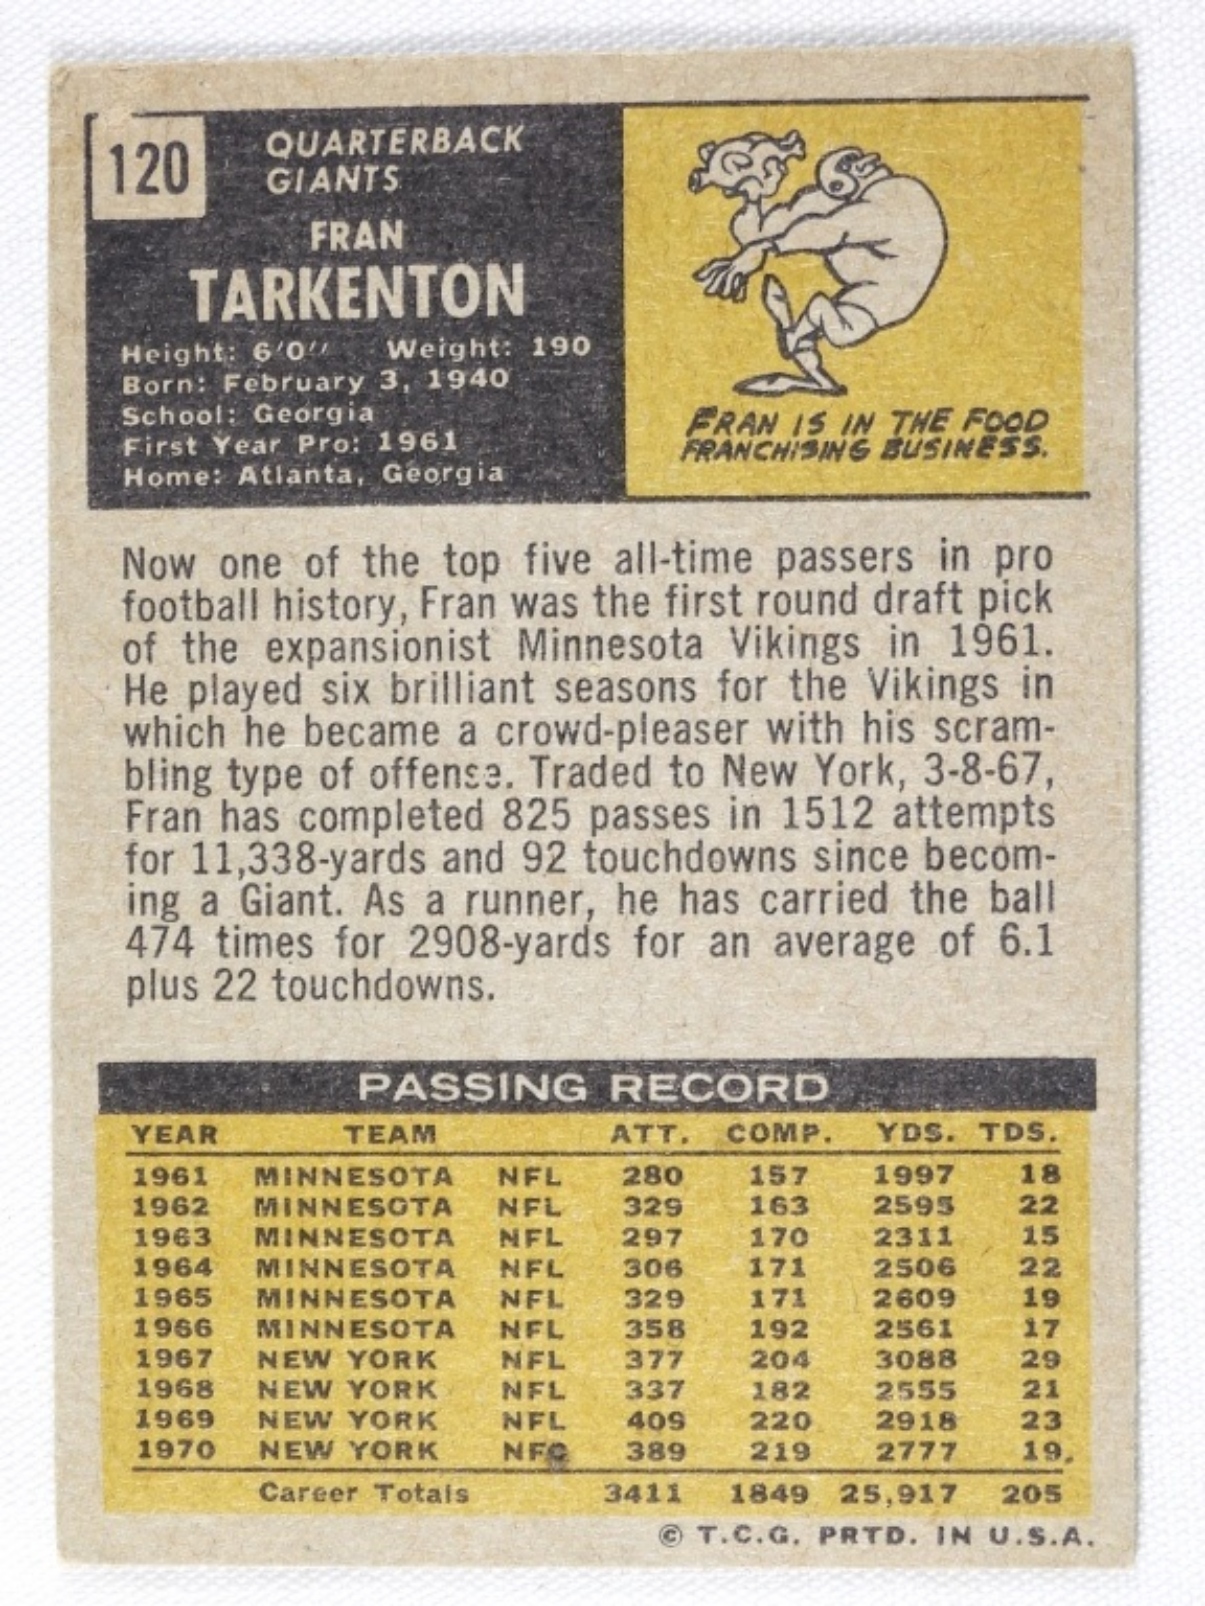 120
QUARTERBACK
GIANTS
FRAN
TARKENTON
Height: 6'0" Weight: 190
Born: February 3, 1940
School: Georgia
First Year Pro: 1961
Home: Atlanta, Georgia
FRAN IS IN THE FOOD
FRANCHISING BUSINESS.
Now one of the top five all-time passers in pro
football history, Fran was the first round draft pick
of the expansionist Minnesota Vikings in 1961.
He played six brilliant seasons for the Vikings in
which he became a crowd-pleaser with his scram-
bling type of offense. Traded to New York, 3-8-67,
Fran has completed 825 passes in 1512 attempts
for 11,338-yards and 92 touchdowns since becom-
ing a Giant. As a runner, he has carried the ball
474 times for 2908-yards for an average of 6.1
plus 22 touchdowns.
PASSING RECORD
YEAR TEAM ATT. COMP. YDS. TDS.
1961 MINNESOTA NFL 280 157 1997 18
1962 MINNESOTA NFL 329 163 2595 22
1963 MINNESOTA NFL 297 170 2311 15
1964 MINNESOTA NFL 306 171 2506 22
1965 MINNESOTA NFL 329 171 2609 19
1966 MINNESOTA NFL 358 192 2561 17
1967 NEW YORK NFL 377 204 3088 29
1968 NEW YORK NFL 337 182 2555 21
1969 NEW YORK NFL 409 220 2918 23
1970 NEW YORK NFC 389 219 2777 19.
Career Totals 3411 1849 25,917 205
© T.C.G. PRTD. IN U.S.A.